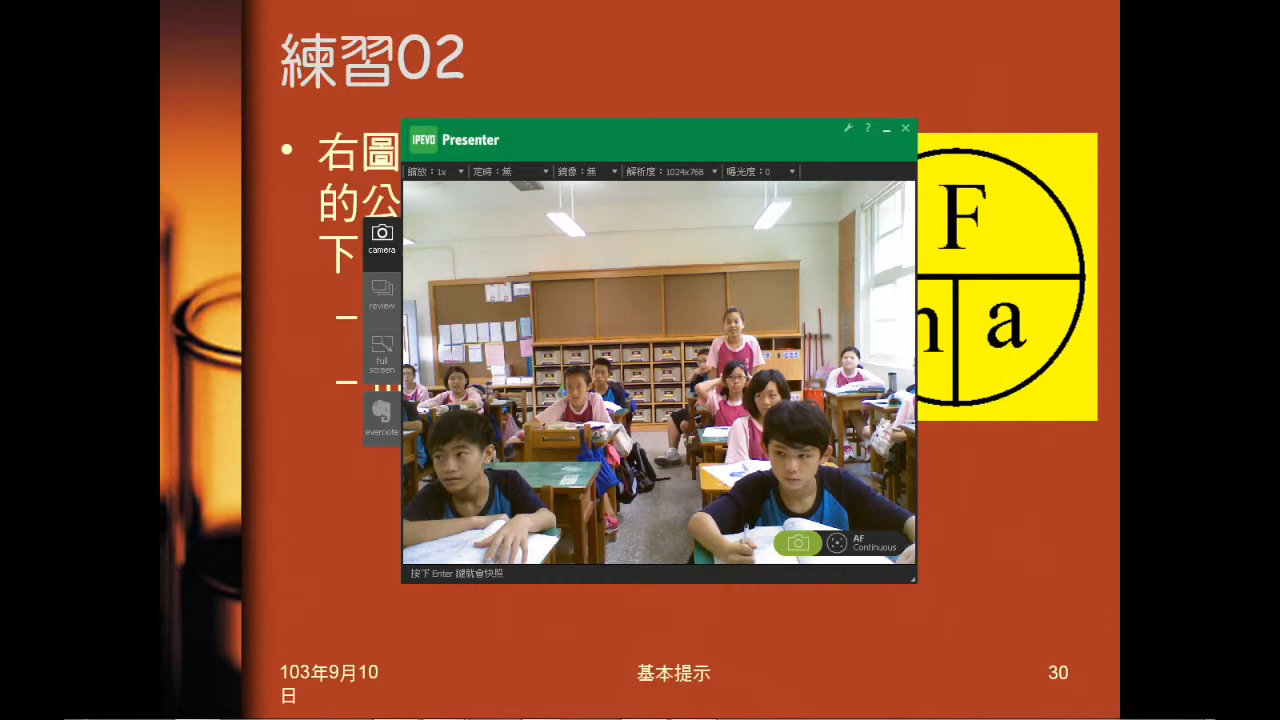 練習02
• 右圖
的公
下
IPEVO Presenter
縮放：1x 定時：無 鏡像：無 解析度：1024x768 曝光度：0
camera
review
full
screen
evernote
F
a
AF
Continuous
按下 Enter 鍵就會快照
103年9月10
日
基本提示
30